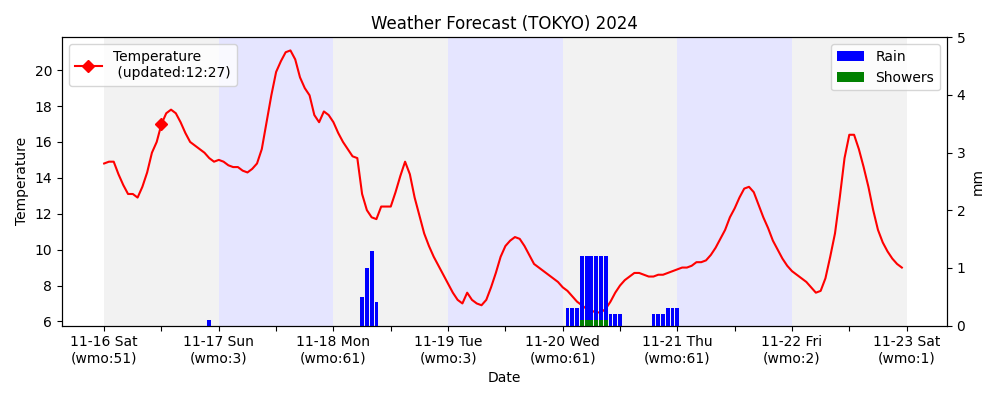 Weather Forecast (TOKYO) 2024
Temperature
(updated:12:27)
Rain
Showers
20
18
16
14
12
10
8
6
Temperature
5
4
3
2
1
0
mm
11-16 Sat
(wmo:51)
11-17 Sun
(wmo:3)
11-18 Mon
(wmo:61)
11-19 Tue
(wmo:3)
11-20 Wed
(wmo:61)
11-21 Thu
(wmo:61)
11-22 Fri
(wmo:2)
11-23 Sat
(wmo:1)
Date